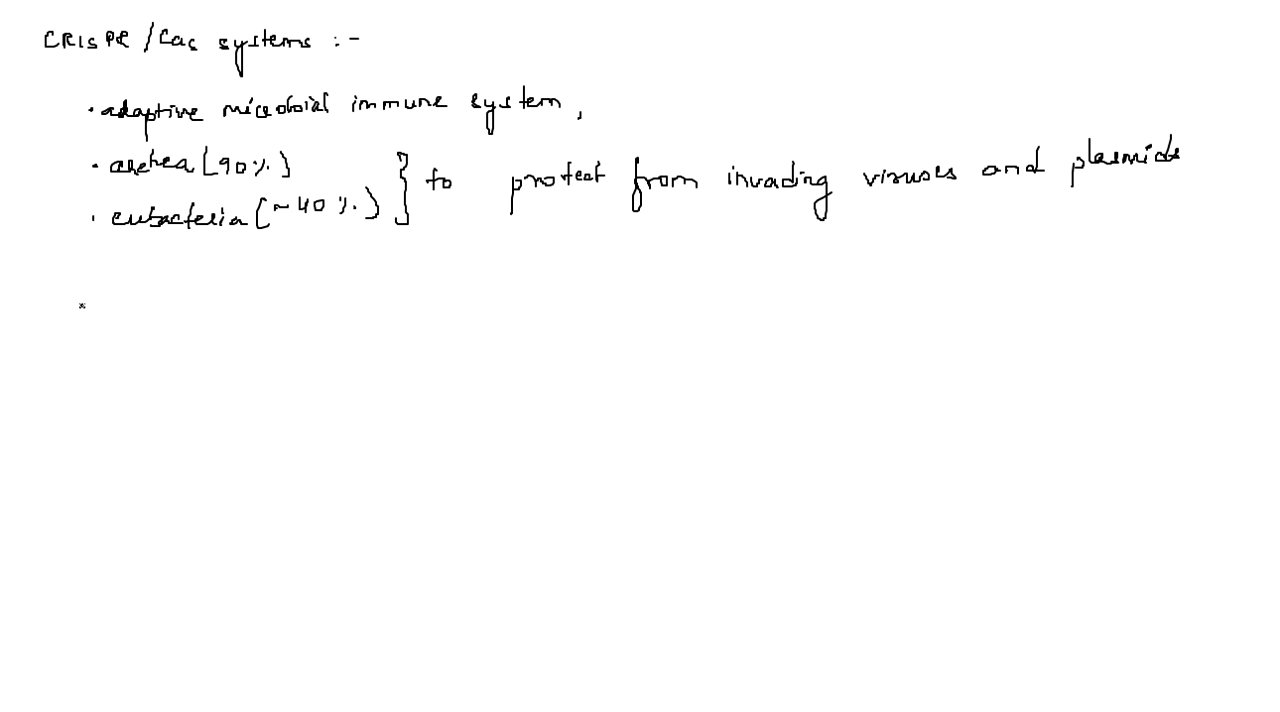 CRISPR/Cas systems :-
• adaptive microbial immune system,
• archea [90%]
• eubacteria [~40%] } to protect from invading viruses and plasmids
*